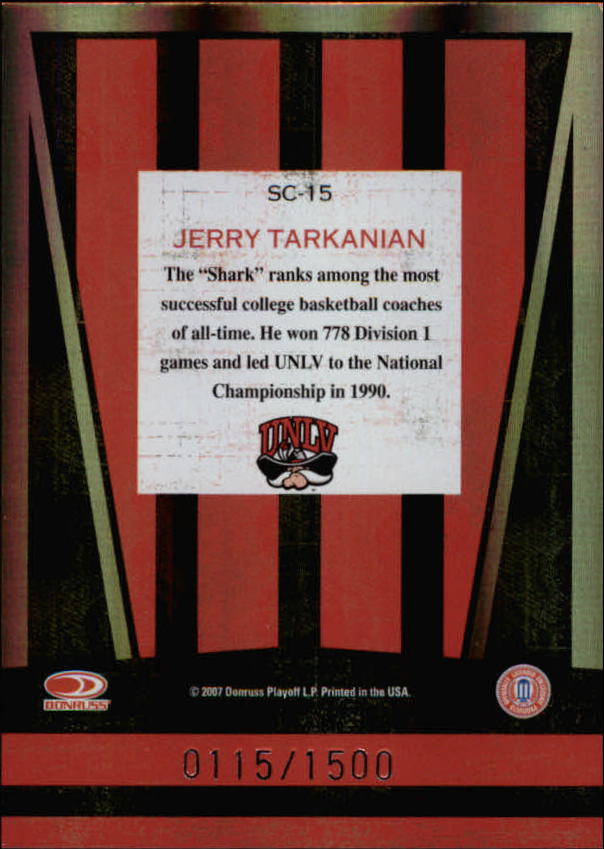 SC-15
JERRY TARKANIAN
The “Shark” ranks among the most
successful college basketball coaches
of all-time. He won 778 Division 1
games and led UNLV to the National
Championship in 1990.
UNLV
DONRUSS
© 2007 Donruss Playoff L.P. Printed in the USA.
0115/1500